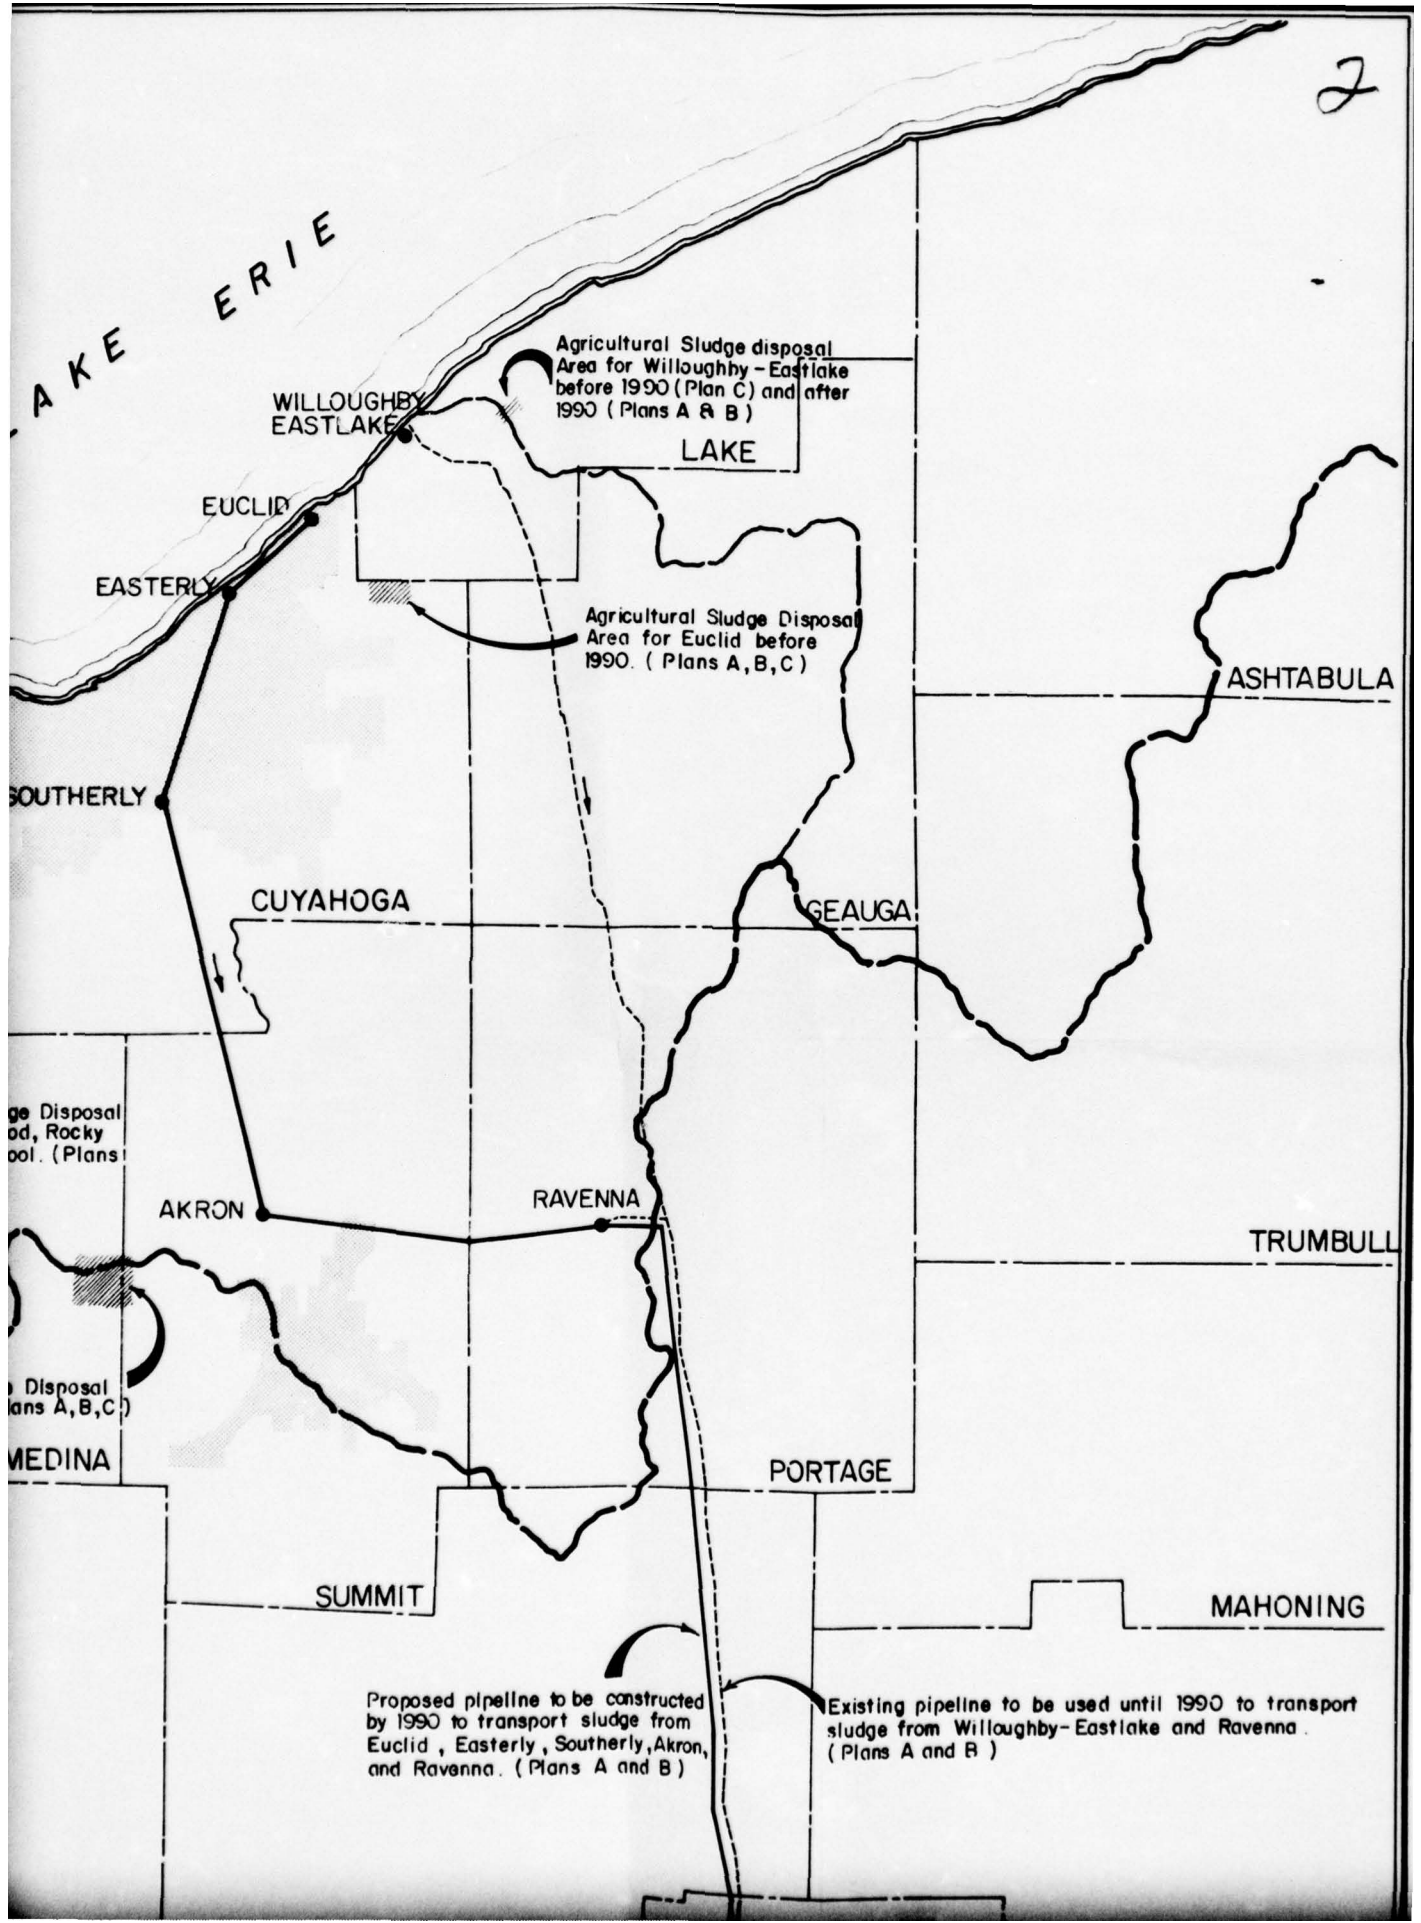 2
LAKE ERIE
Agricultural Sludge disposal
Area for Willoughby-Eastlake
before 1990 (Plan C) and after
1990 (Plans A & B)
WILLOUGHBY
EASTLAKE
LAKE
EUCLID
EASTERLY
Agricultural Sludge Disposal
Area for Euclid before
1990. (Plans A,B,C)
ASHTABULA
SOUTHERLY
CUYAHOGA
GEAUGA
ge Disposal
od, Rocky
ool. (Plans
AKRON
RAVENNA
TRUMBULL
Disposal
ans A,B,C)
MEDINA
PORTAGE
SUMMIT
MAHONING
Proposed pipeline to be constructed
by 1990 to transport sludge from
Euclid, Easterly, Southerly, Akron,
and Ravenna. (Plans A and B)
Existing pipeline to be used until 1990 to transport
sludge from Willoughby-Eastlake and Ravenna.
(Plans A and B)